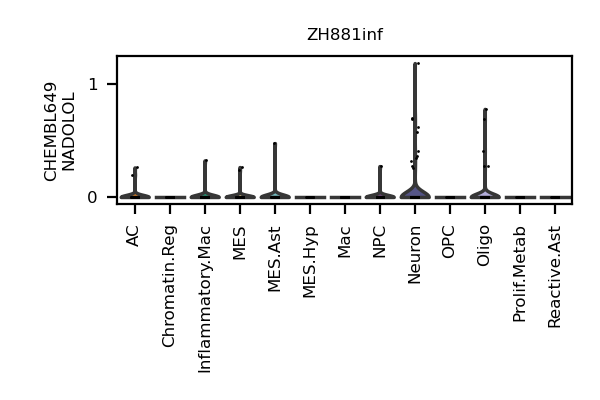 ZH881inf
CHEMBL649
NADOLOL
1
0
AC
Chromatin.Reg
Inflammatory.Mac
MES
MES.Ast
MES.Hyp
Mac
NPC
Neuron
OPC
Oligo
Prolif.Metab
Reactive.Ast